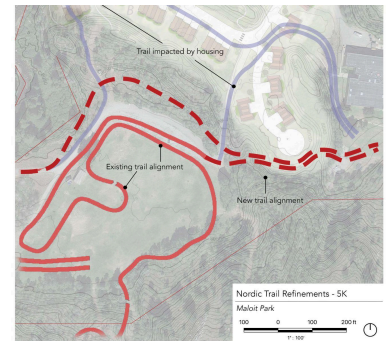 Trail impacted by housing
Existing trail alignment
New trail alignment
Nordic Trail Refinements - 5K
Maloit Park
100 0 100 200 ft
1" : 100'